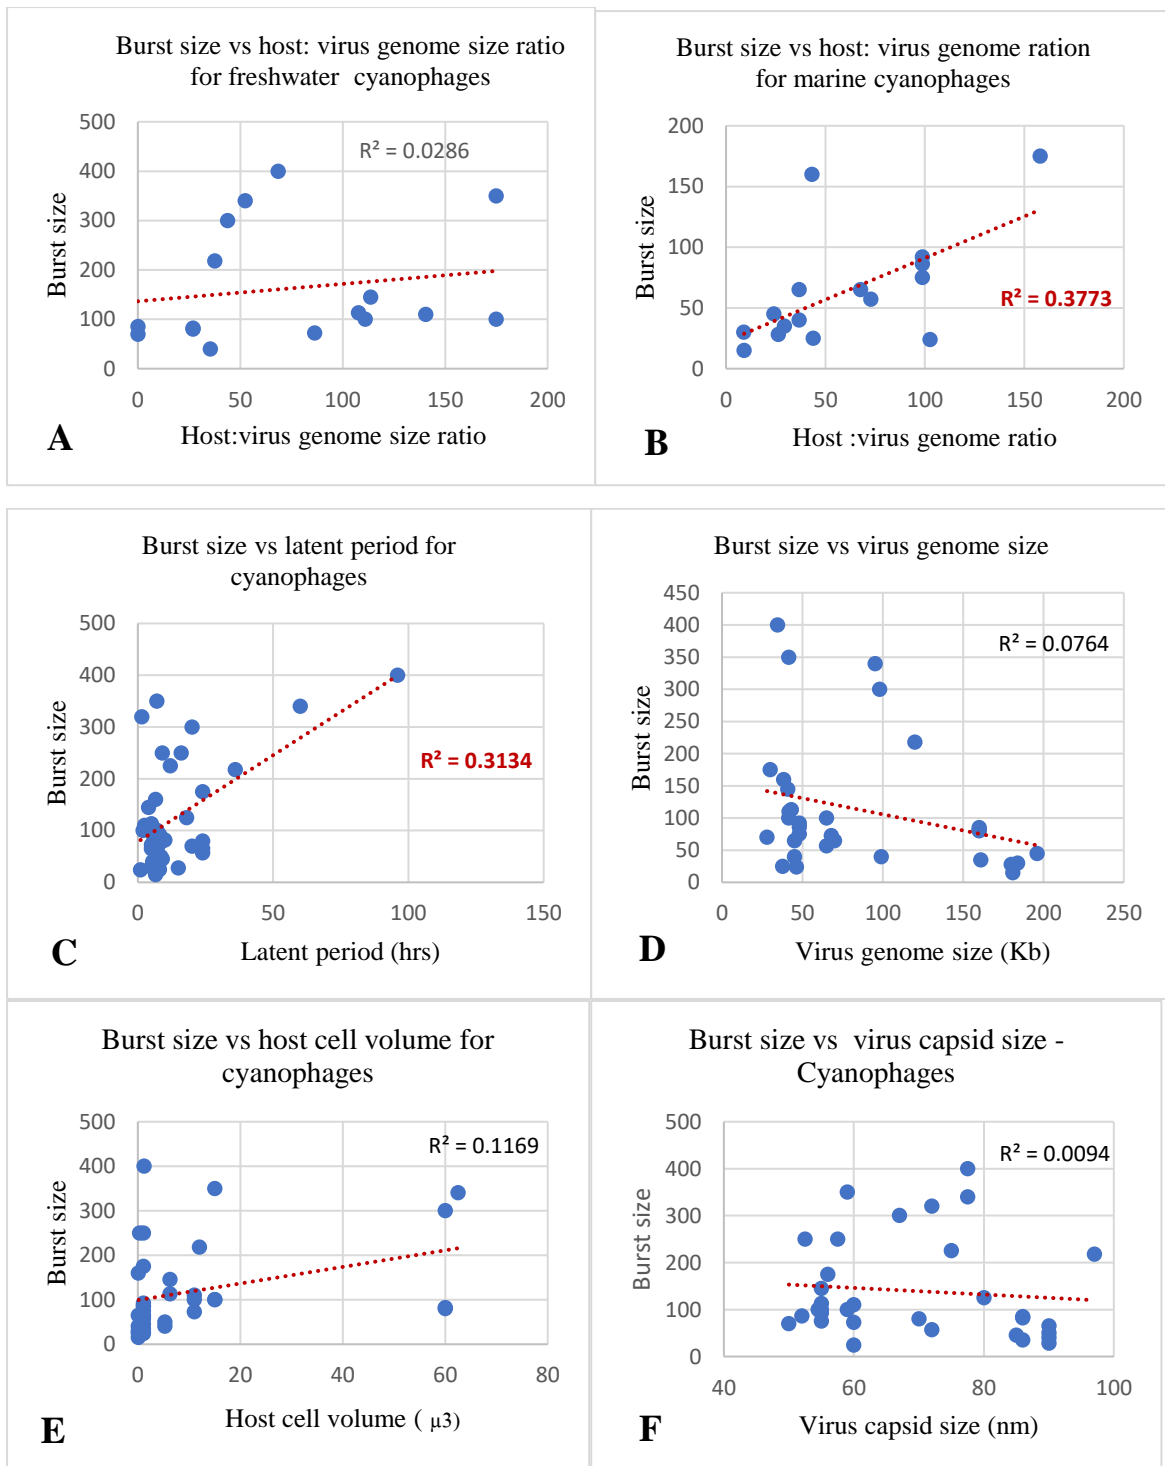 Burst size vs host: virus genome size ratio
for freshwater cyanophages
500
400
300
200
100
0
0
50
100
150
200
R² = 0.0286
Burst size
Host:virus genome size ratio
A
Burst size vs host: virus genome ration
for marine cyanophages
200
150
100
50
0
0
50
100
150
200
R² = 0.3773
Burst size
Host :virus genome ratio
B
Burst size vs latent period for
cyanophages
500
400
300
200
100
0
0
50
100
150
R² = 0.3134
Burst size
Latent period (hrs)
C
Burst size vs virus genome size
450
400
350
300
250
200
150
100
50
0
0
50
100
150
200
250
R² = 0.0764
Burst size
Virus genome size (Kb)
D
Burst size vs host cell volume for
cyanophages
500
400
300
200
100
0
0
20
40
60
80
R² = 0.1169
Burst size
Host cell volume ( µ3)
E
Burst size vs virus capsid size -
Cyanophages
500
400
300
200
100
0
40
60
80
100
R² = 0.0094
Burst size
Virus capsid size (nm)
F